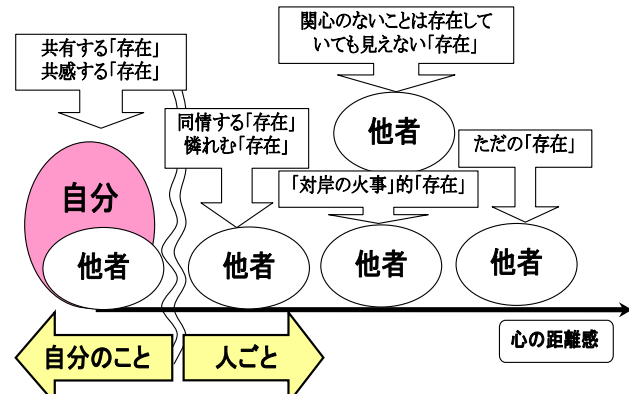 共有する「存在」
共感する「存在」
関心のないことは存在して
いても見えない「存在」
同情する「存在」
憐れむ「存在」
他者
ただの「存在」
「対岸の火事」的「存在」
自分
他者
他者
他者
他者
心の距離感
自分のこと
人ごと